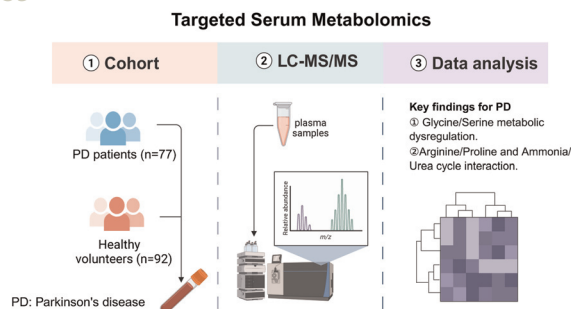 Targeted Serum Metabolomics
① Cohort
② LC-MS/MS
③ Data analysis
PD patients (n=77)
Healthy
volunteers (n=92)
PD: Parkinson's disease
plasma
samples
Relative abundance
m/z
Key findings for PD
① Glycine/Serine metabolic
dysregulation.
②Arginine/Proline and Ammonia/
Urea cycle interaction.